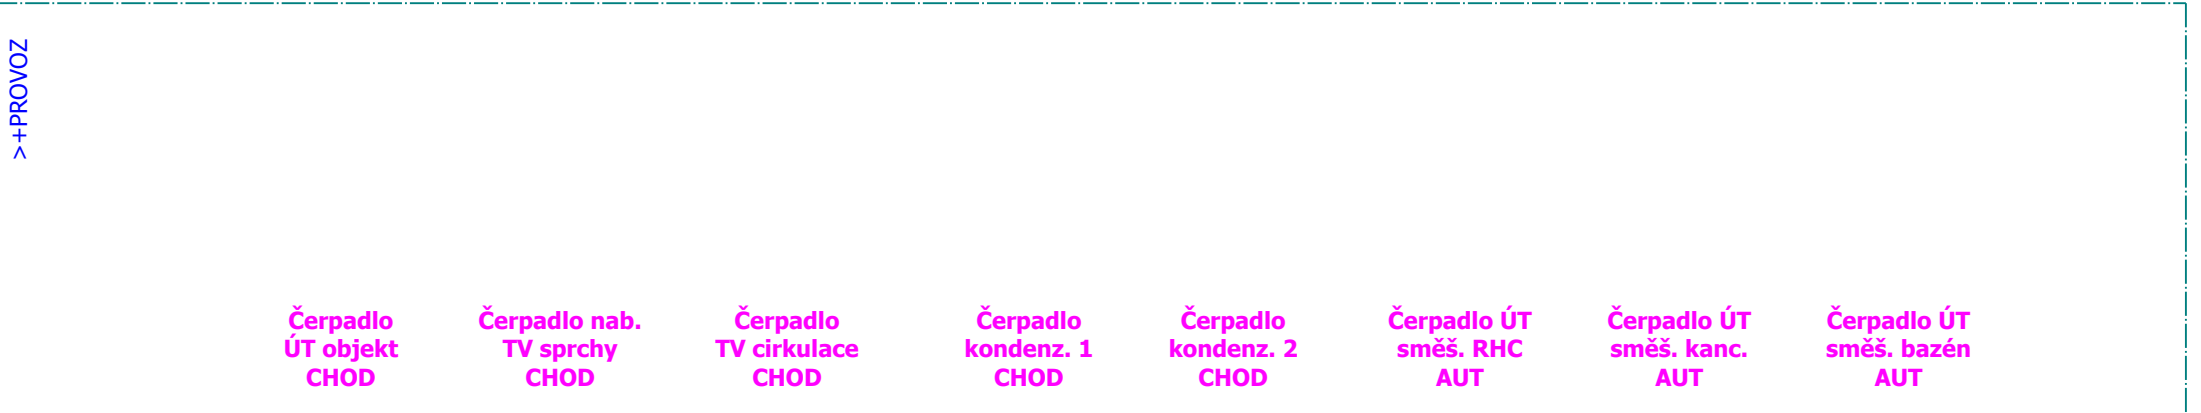 >+PROVOZ
Čerpadlo
ÚT objekt
CHOD
Čerpadlo nab.
TV sprchy
CHOD
Čerpadlo
TV cirkulace
CHOD
Čerpadlo
kondenz. 1
CHOD
Čerpadlo
kondenz. 2
CHOD
Čerpadlo ÚT
směš. RHC
AUT
Čerpadlo ÚT
směš. kanc.
AUT
Čerpadlo ÚT
směš. bazén
AUT